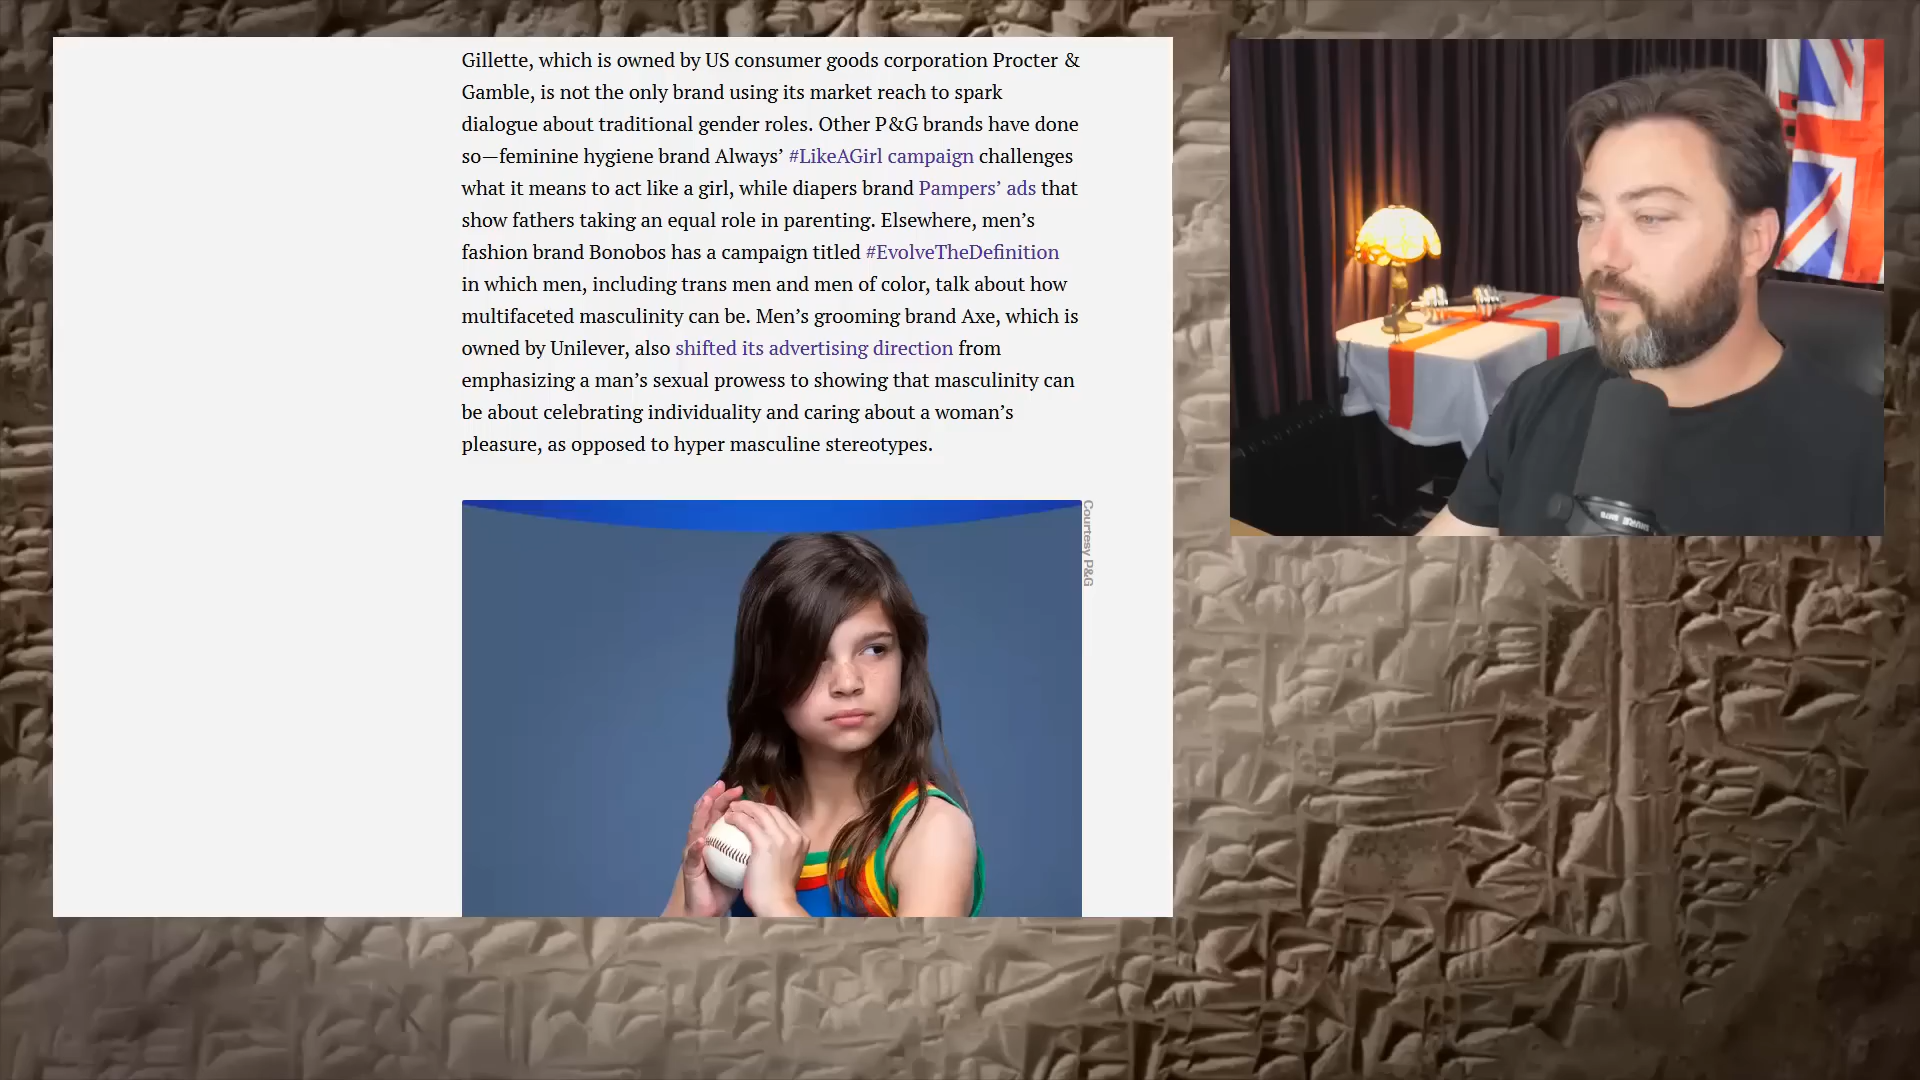 Gillette, which is owned by US consumer goods corporation Procter &
Gamble, is not the only brand using its market reach to spark
dialogue about traditional gender roles. Other P&G brands have done
so—feminine hygiene brand Always’ #LikeAGirl campaign challenges
what it means to act like a girl, while diapers brand Pampers’ ads that
show fathers taking an equal role in parenting. Elsewhere, men’s
fashion brand Bonobos has a campaign titled #EvolveTheDefinition
in which men, including trans men and men of color, talk about how
multifaceted masculinity can be. Men’s grooming brand Axe, which is
owned by Unilever, also shifted its advertising direction from
emphasizing a man’s sexual prowess to showing that masculinity can
be about celebrating individuality and caring about a woman’s
pleasure, as opposed to hyper masculine stereotypes.
Courtesy P&G
SHURE SM7B